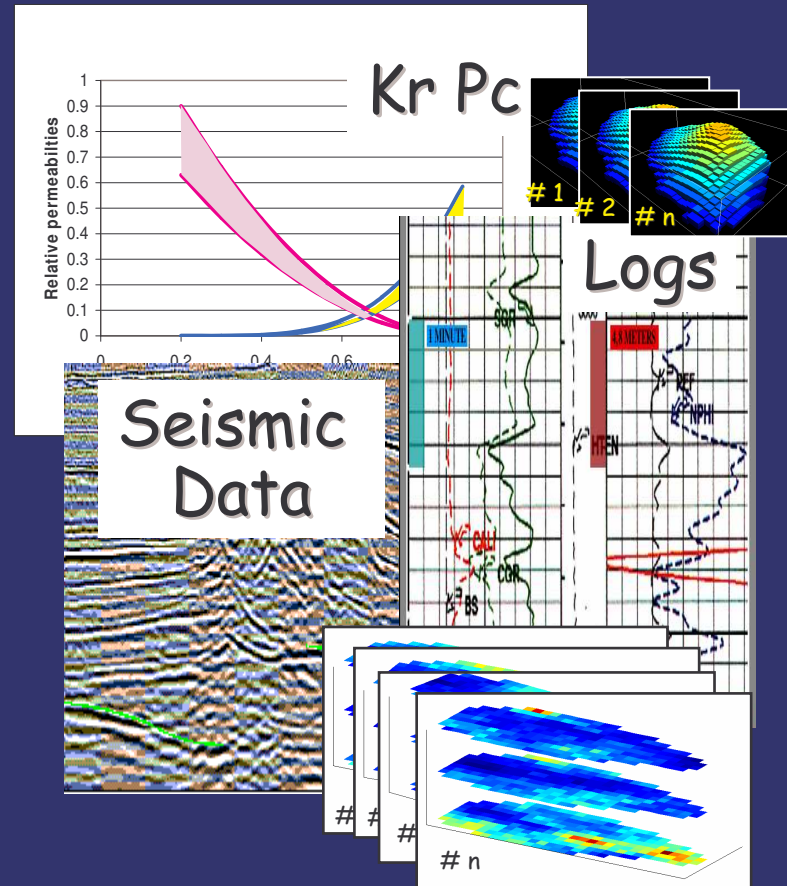 Kr Pc
Relative permeabilties
1
0.9
0.8
0.7
0.6
0.5
0.4
0.3
0.2
0.1
0
0
0.2
0.4
0.6
# 1
# 2
# n
Logs
SGR
1 MINUTE
4.8 METERS
PEF
NPHI
HTEN
CALI
CGR
BS
Seismic
Data
#
#
#
# n